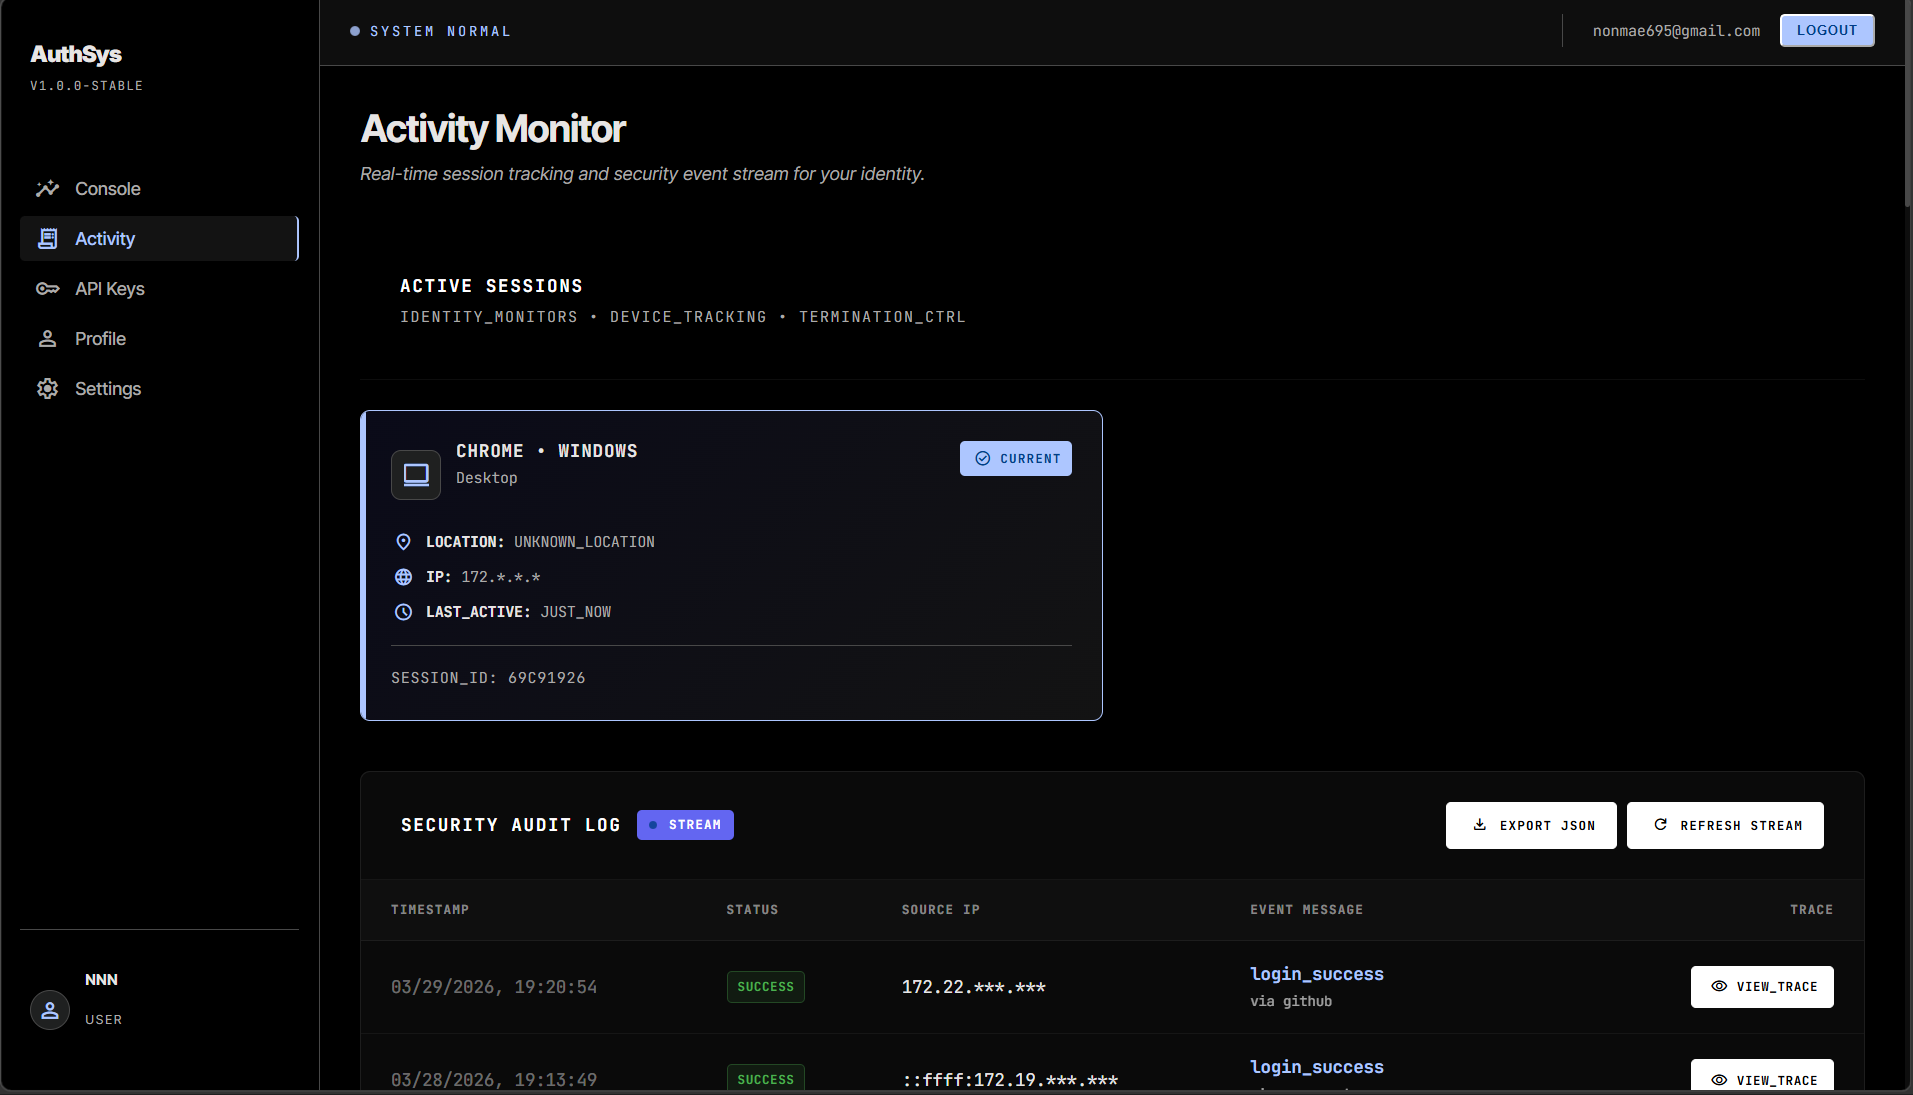 AuthSys
V1.0.0-STABLE
Console
Activity
API Keys
Profile
Settings
NNN
USER
SYSTEM NORMAL
nonmae695@gmail.com
LOGOUT
Activity Monitor
Real-time session tracking and security event stream for your identity.
ACTIVE SESSIONS
IDENTITY_MONITORS • DEVICE_TRACKING • TERMINATION_CTRL
CHROME • WINDOWS
Desktop
CURRENT
LOCATION: UNKNOWN_LOCATION
IP: 172.*.*.*
LAST_ACTIVE: JUST_NOW
SESSION_ID: 69C91926
SECURITY AUDIT LOG
STREAM
EXPORT JSON
REFRESH STREAM
TIMESTAMP STATUS SOURCE IP EVENT MESSAGE TRACE
03/29/2026, 19:20:54 SUCCESS 172.22.***.*** login_success VIEW_TRACE
via github
03/28/2026, 19:13:49 SUCCESS ::ffff:172.19.***.*** login_success VIEW_TRACE